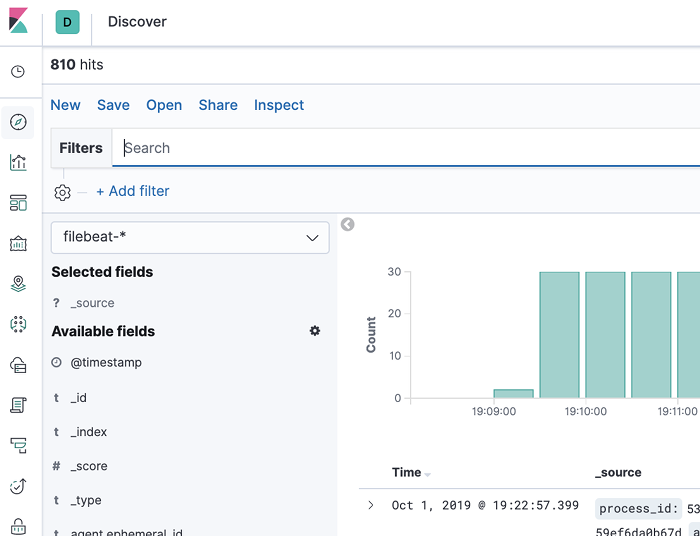 D Discover
810 hits
New Save Open Share Inspect
Filters Search
+ Add filter
filebeat-*
Selected fields
? _source
Available fields
@timestamp
t _id
t _index
# _score
t _type
t agent.ephemeral_id
Count
30
20
10
0
19:09:00 19:10:00 19:11:00
Time _source
Oct 1, 2019 @ 19:22:57.399 process_id: 53
59ef6da0b67d a